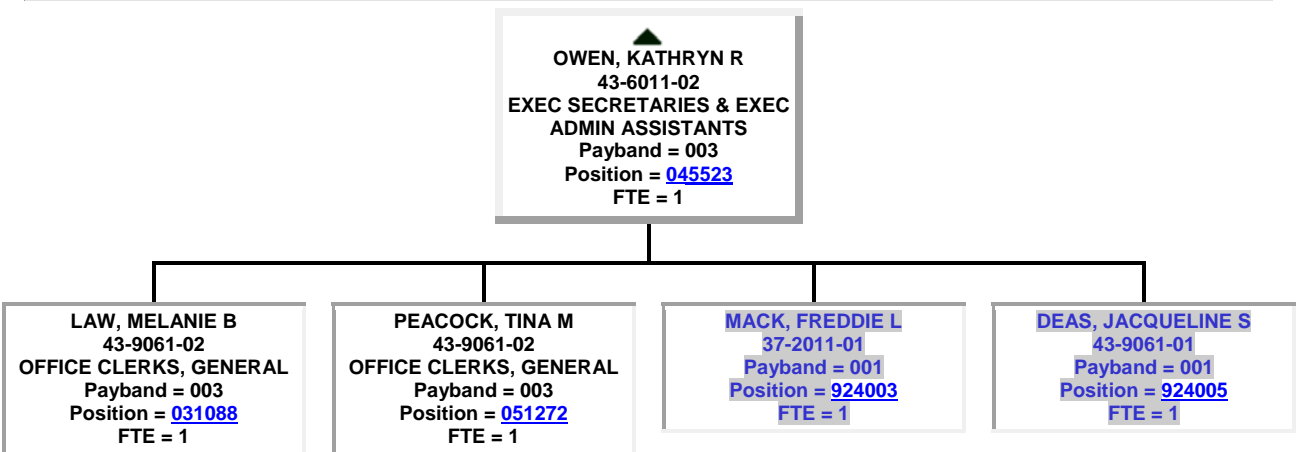 OWEN, KATHRYN R
43-6011-02
EXEC SECRETARIES & EXEC
ADMIN ASSISTANTS
Payband = 003
Position = 045523
FTE = 1
LAW, MELANIE B
43-9061-02
OFFICE CLERKS, GENERAL
Payband = 003
Position = 031088
FTE = 1
PEACOCK, TINA M
43-9061-02
OFFICE CLERKS, GENERAL
Payband = 003
Position = 051272
FTE = 1
MACK, FREDDIE L
37-2011-01
Payband = 001
Position = 924003
FTE = 1
DEAS, JACQUELINE S
43-9061-01
Payband = 001
Position = 924005
FTE = 1